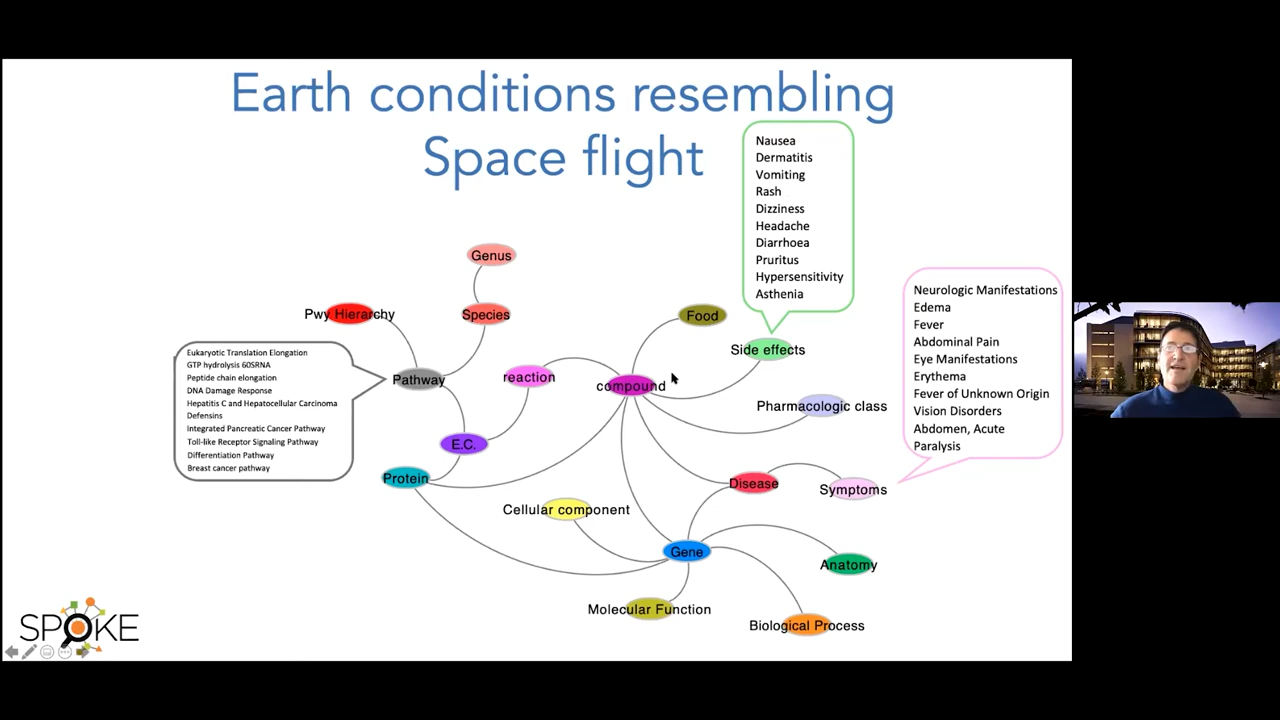 Earth conditions resembling
Space flight
Nausea
Dermatitis
Vomiting
Rash
Dizziness
Headache
Diarrhoea
Pruritus
Hypersensitivity
Asthenia
Genus
Pwy Hierarchy
Species
Food
Side effects
Neurologic Manifestations
Edema
Fever
Abdominal Pain
Eye Manifestations
Erythema
Fever of Unknown Origin
Vision Disorders
Abdomen, Acute
Paralysis
Eukaryotic Translation Elongation
GTP hydrolysis 60SRNA
Peptide chain elongation
DNA Damage Response
Hepatitis C and Hepatocellular Carcinoma
Defensins
Integrated Pancreatic Cancer Pathway
Toll-like Receptor Signaling Pathway
Differentiation Pathway
Breast cancer pathway
Pathway
reaction
compound
Pharmacologic class
E.C.
Protein
Disease
Symptoms
Cellular component
Gene
Anatomy
Molecular Function
Biological Process
SPOKE